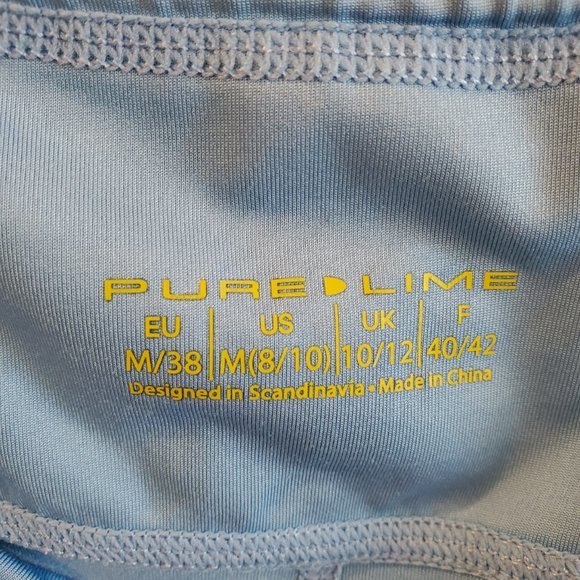 PURE LIME
EU | US | UK | F
M/38 | M(8/10) | 10/12 | 40/42
Designed in Scandinavia • Made in China